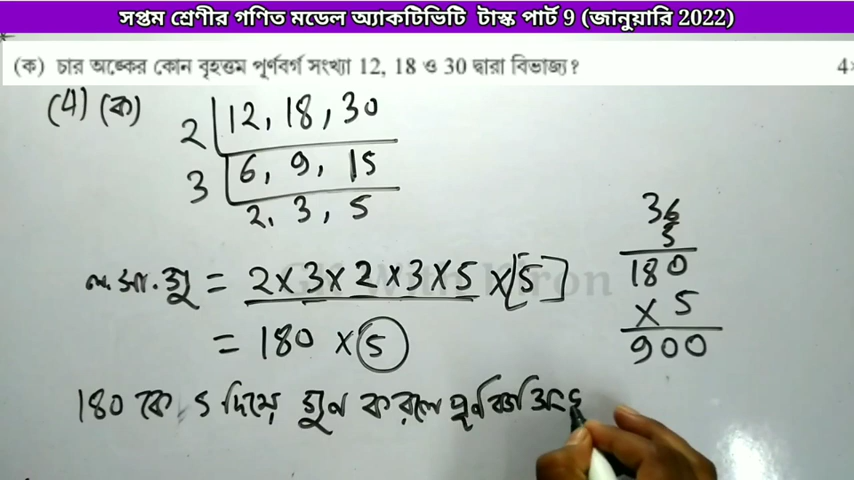 সপ্তম শ্রেণীর গণিত মডেল অ্যাকটিভিটি টাস্ক পার্ট 9 (জানুয়ারি 2022)
(ক) চার অঙ্কের কোন বৃহত্তম পূর্ণবর্গ সংখ্যা 12, 18 ও 30 দ্বারা বিভাজ্য? 4×
(4) (ক)
2 | 12, 18, 30
3 | 6, 9, 15
2, 3, 5
ল.সা.গু = 2×3×2×3×5 ×[5]
= 180 × 5
180 কে 5 দিয়ে গুন করলে পূর্নবর্গ
36
5
180
× 5
900